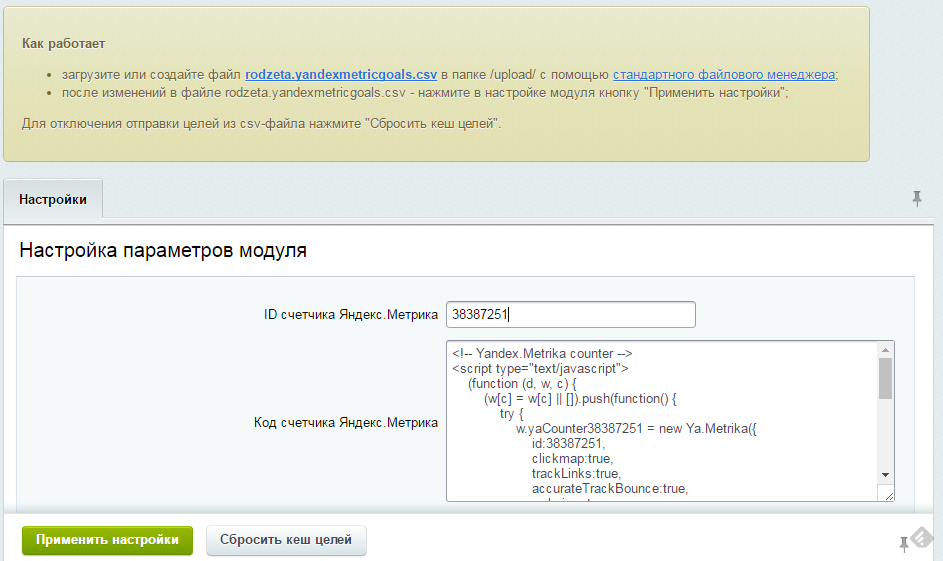 Как работает
загрузите или создайте файл rodzeta.yandexmetricgoals.csv в папке /upload/ с помощью стандартного файлового менеджера;
после изменений в файле rodzeta.yandexmetricgoals.csv - нажмите в настройке модуля кнопку "Применить настройки";
Для отключения отправки целей из csv-файла нажмите "Сбросить кеш целей".
Настройки
Настройка параметров модуля
ID счетчика Яндекс.Метрика 38387251
Код счетчика Яндекс.Метрика
<!-- Yandex.Metrika counter -->
<script type="text/javascript">
(function (d, w, c) {
(w[c] = w[c] || []).push(function() {
try {
w.yaCounter38387251 = new Ya.Metrika({
id:38387251,
clickmap:true,
trackLinks:true,
accurateTrackBounce:true,
Применить настройки Сбросить кеш целей